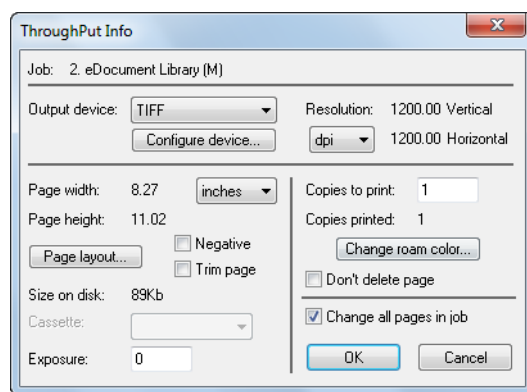 ThroughPut Info
Job: 2. eDocument Library (M)
Output device: TIFF
Configure device...
Resolution: 1200.00 Vertical
dpi 1200.00 Horizontal
Page width: 8.27 inches
Page height: 11.02
Page layout...
Negative
Trim page
Size on disk: 89Kb
Cassette:
Exposure: 0
Copies to print: 1
Copies printed: 1
Change roam color...
Don't delete page
Change all pages in job
OK Cancel